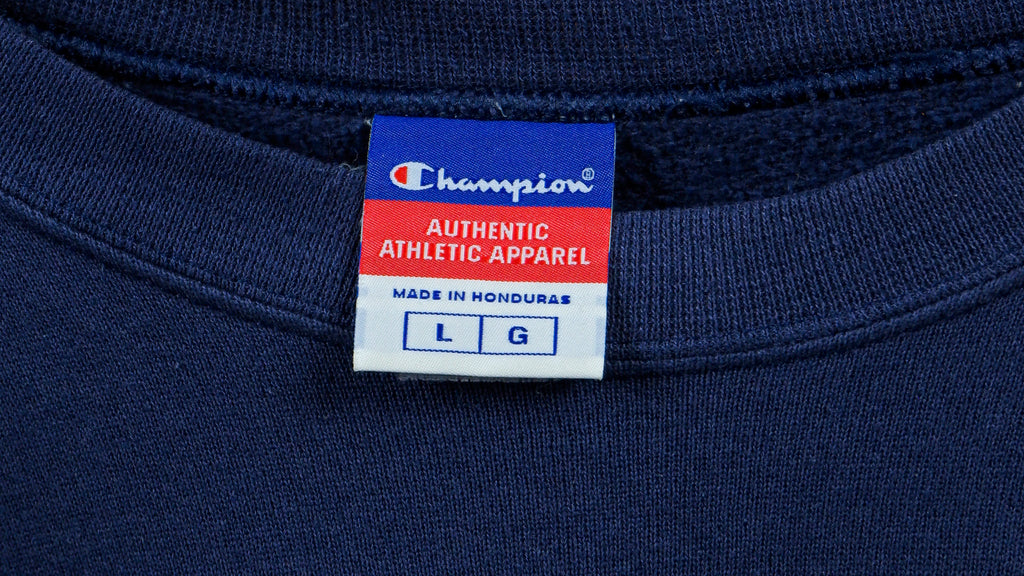 Champion®
AUTHENTIC
ATHLETIC APPAREL
MADE IN HONDURAS
L G